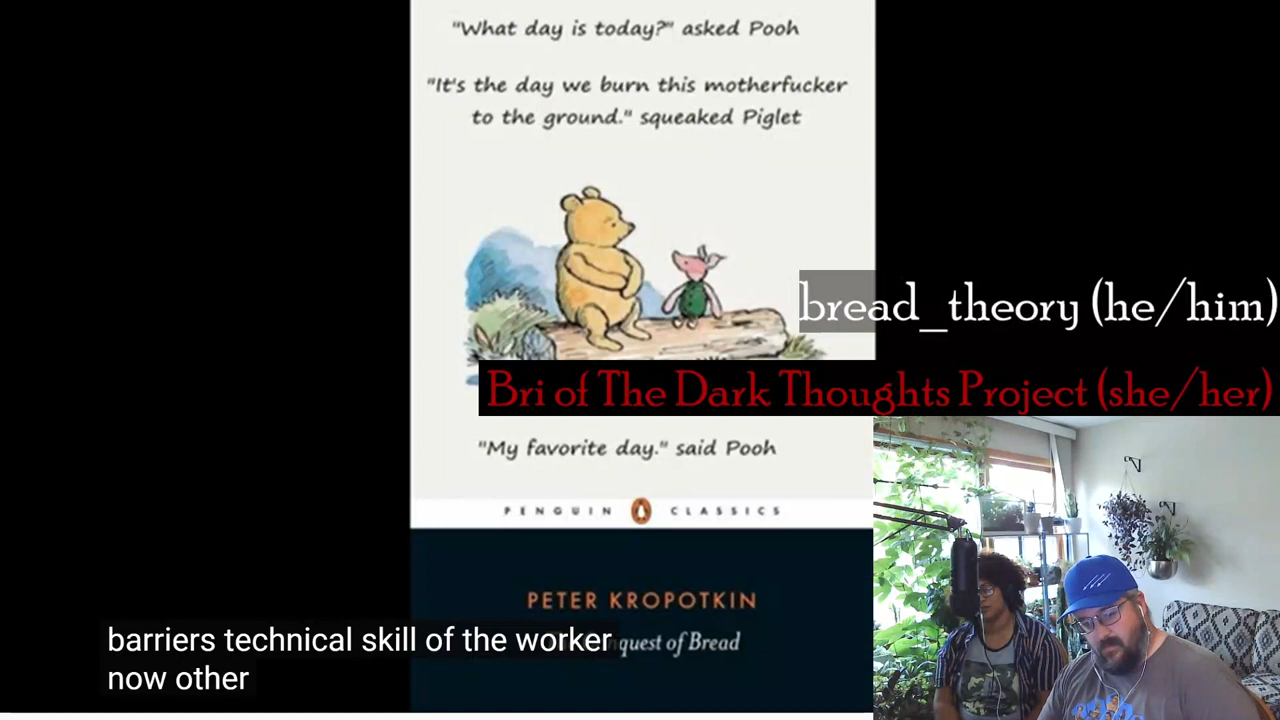 "What day is today?" asked Pooh
"It's the day we burn this motherfucker
to the ground." squeaked Piglet
bread_theory (he/him)
Bri of The Dark Thoughts Project (she/her)
"My favorite day." said Pooh
PENGUIN CLASSICS
PETER KROPOTKIN
quest of Bread
barriers technical skill of the worker
now other